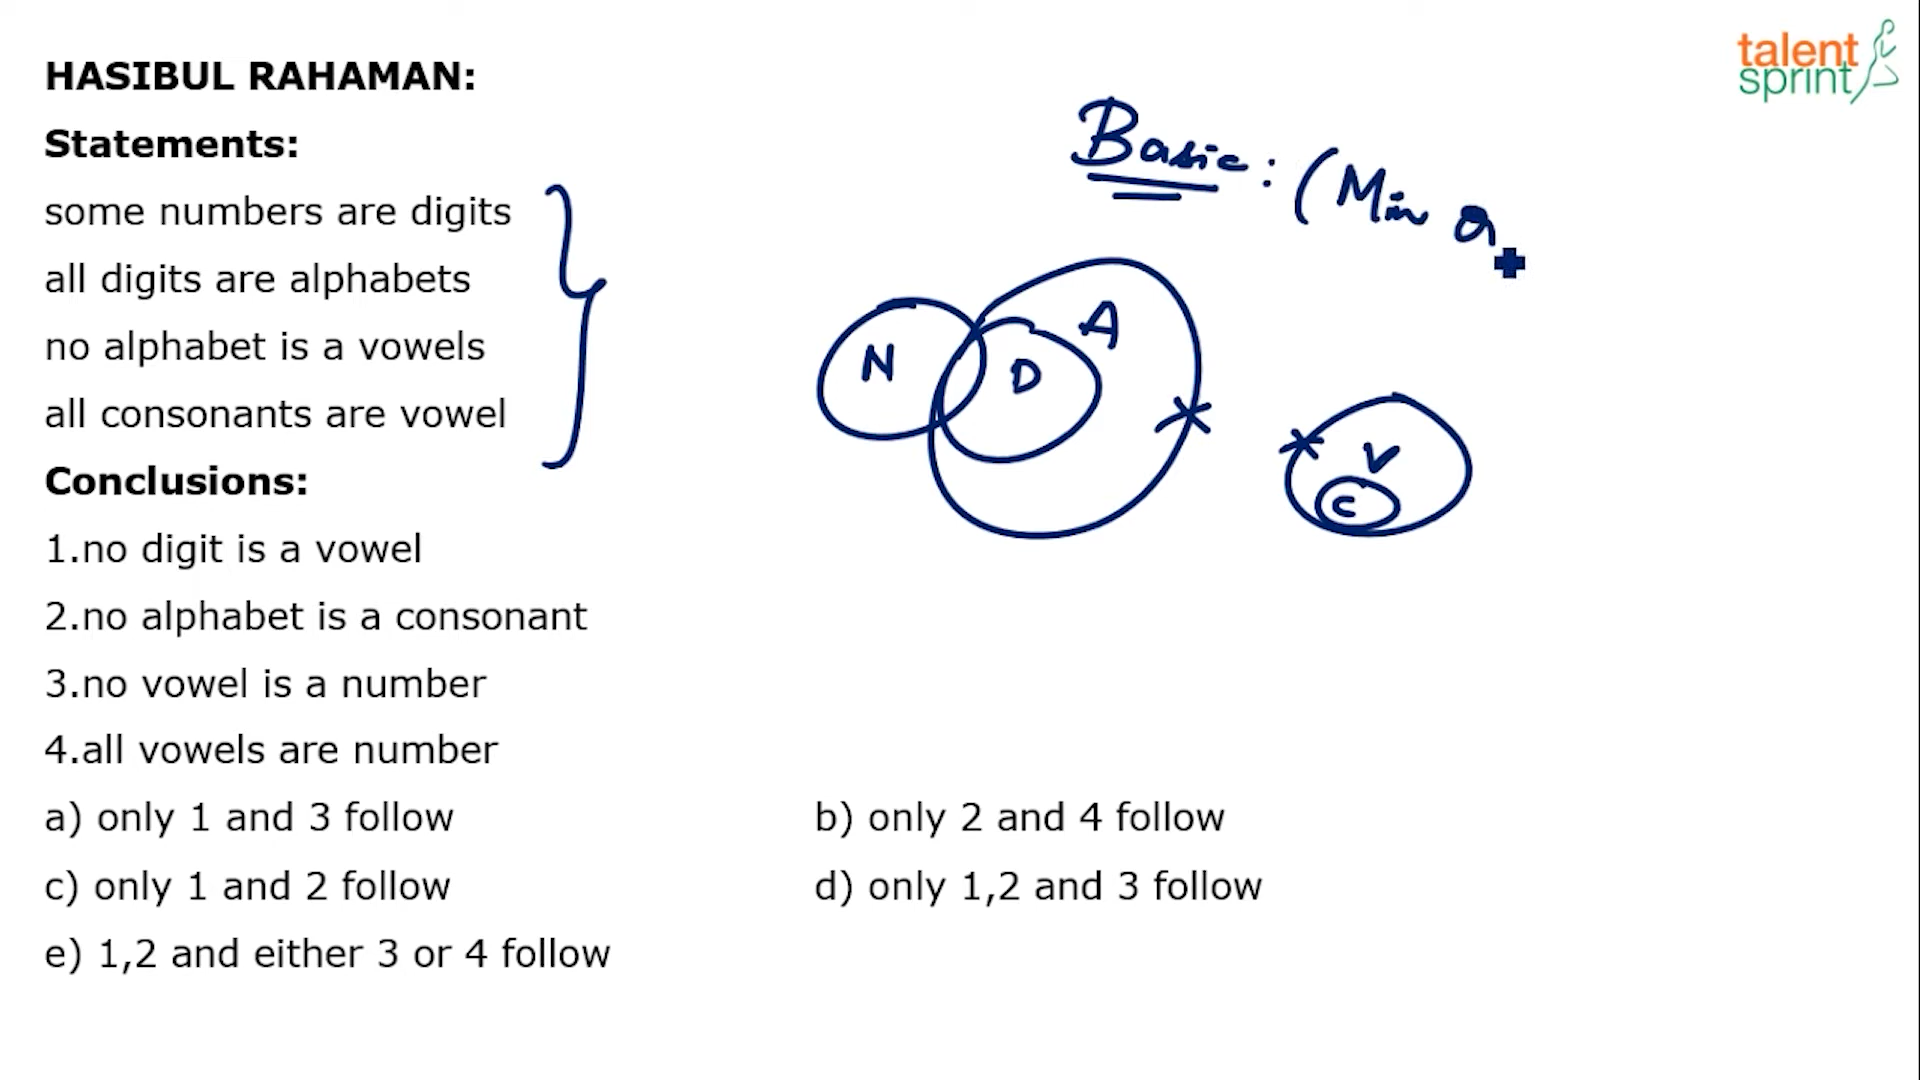 talent
sprint
HASIBUL RAHAMAN:
Statements:
some numbers are digits
all digits are alphabets
no alphabet is a vowels
all consonants are vowel
Conclusions:
1.no digit is a vowel
2.no alphabet is a consonant
3.no vowel is a number
4.all vowels are number
a) only 1 and 3 follow
b) only 2 and 4 follow
c) only 1 and 2 follow
d) only 1,2 and 3 follow
e) 1,2 and either 3 or 4 follow
Basic: (Min
N
D
A
V
C